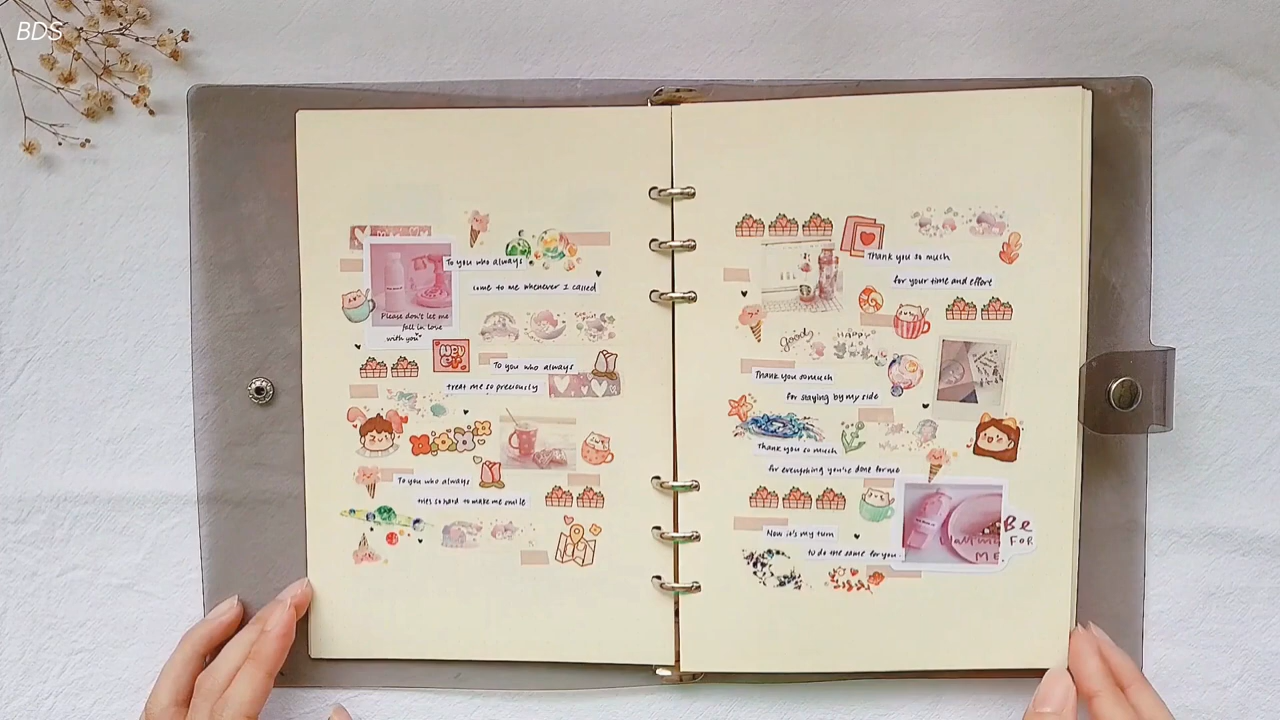 BDS
To you who always
come to me whenever I called
Please don't let me
fall in love
with you
To you who always
treat me so preciously
To you who always
tries so hard to make me smile
Thank you so much
for your time and effort
good
HAPPY
Thank you so much
for staying by my side
Thank you so much
for everything you've done for me
Now it's my turn
to do the same for you.
Be
waiting FOR
ME.